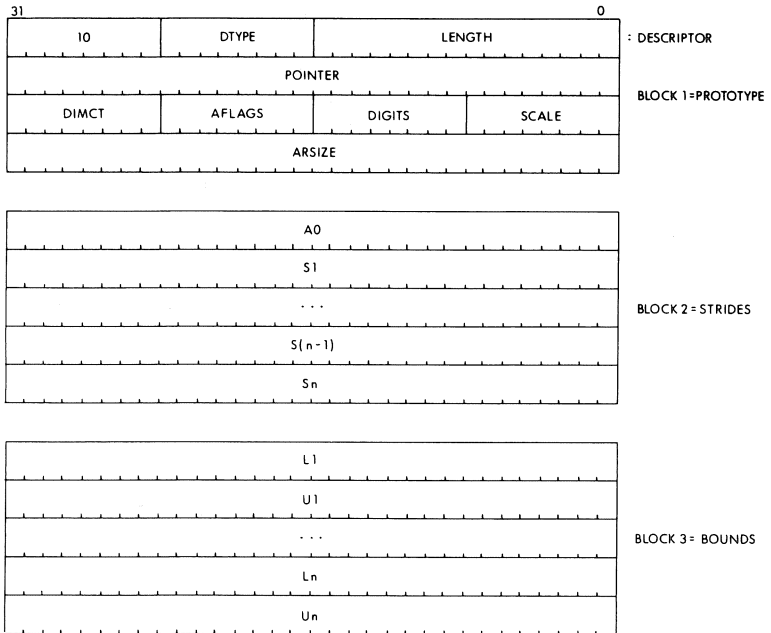 31 0
10 DTYPE LENGTH : DESCRIPTOR
POINTER
BLOCK 1=PROTOTYPE
DIMCT AFLAGS DIGITS SCALE
ARSIZE
A0
S1
...
BLOCK 2= STRIDES
S(n-1)
Sn
L1
U1
...
BLOCK 3= BOUNDS
Ln
Un